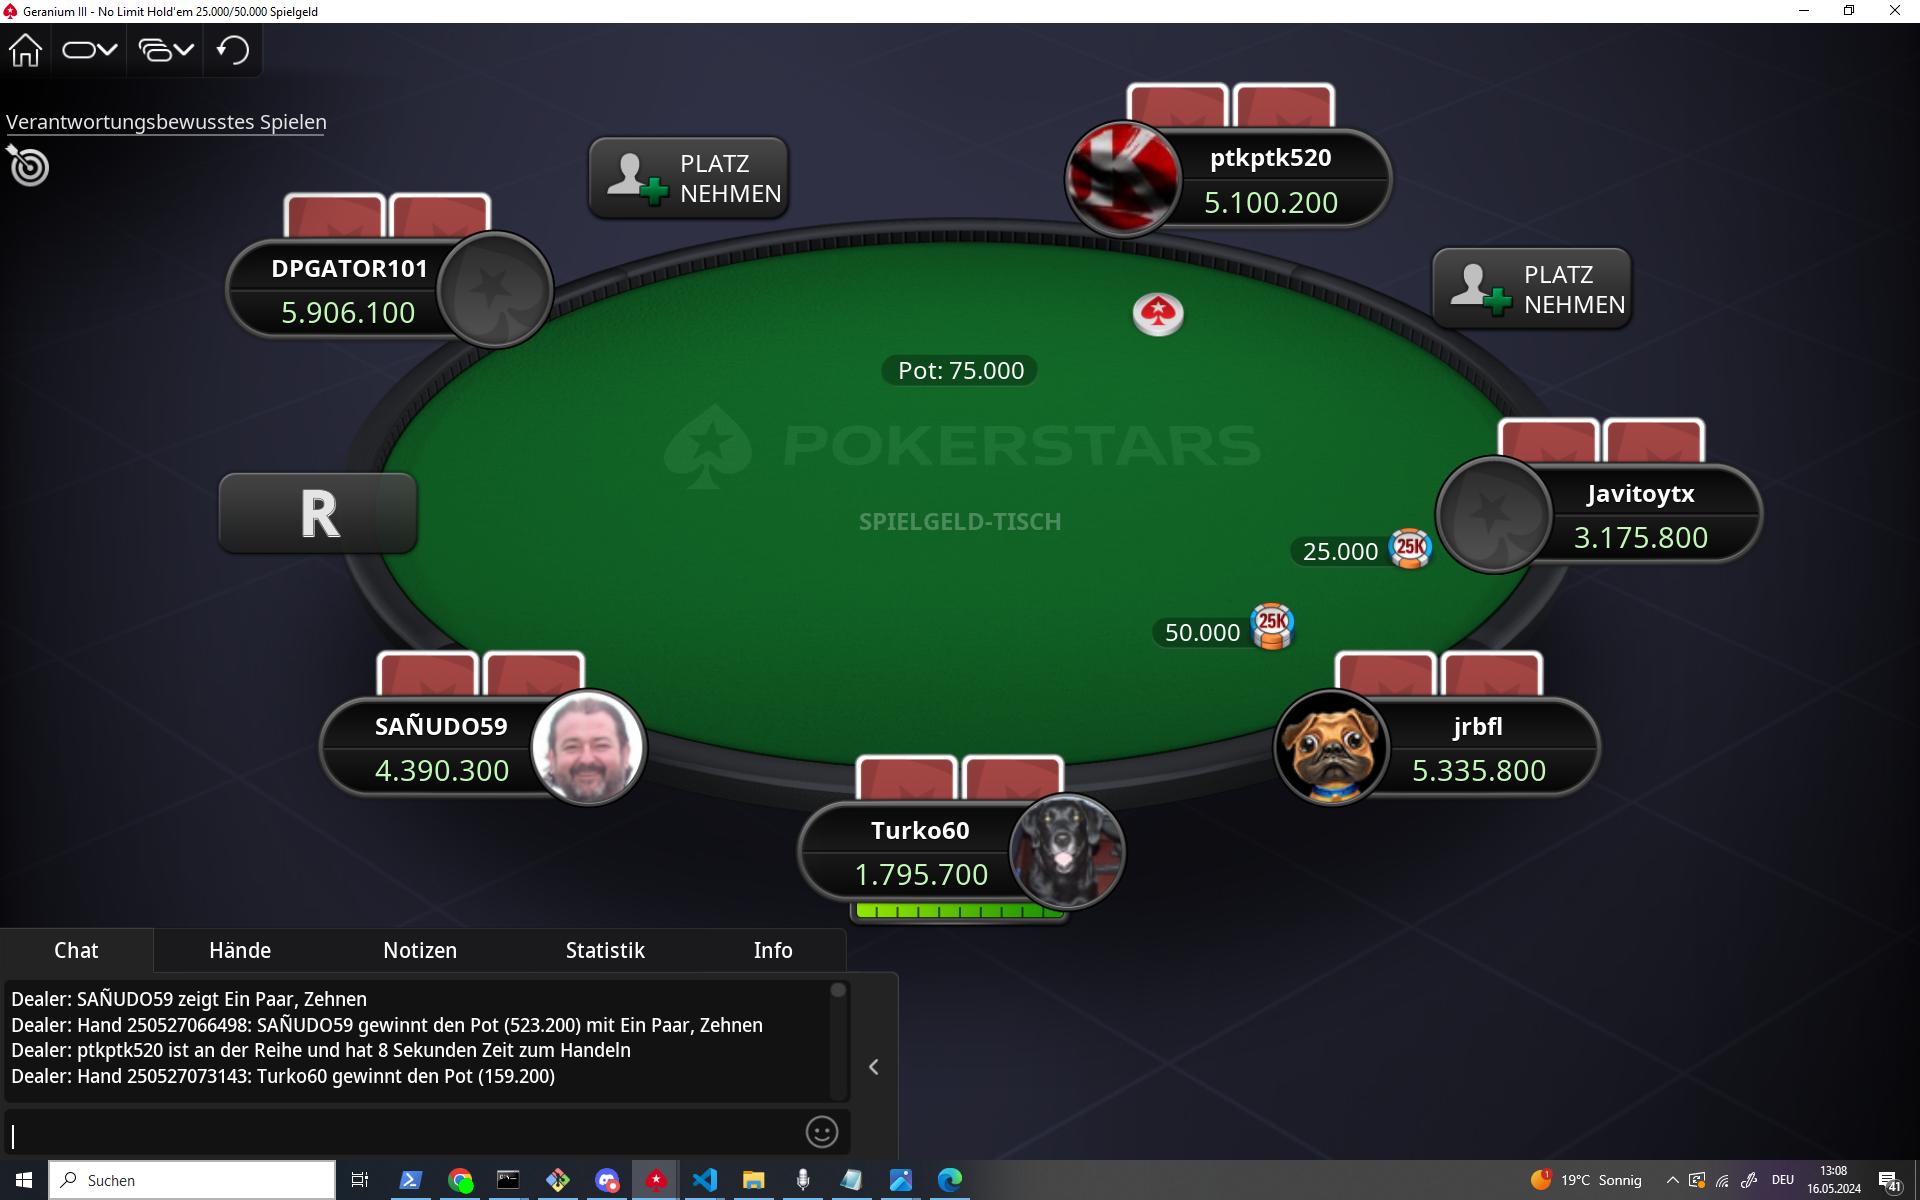 Geranium III - No Limit Hold'em 25.000/50.000 Spielgeld
Verantwortungsbewusstes Spielen
PLATZ
NEHMEN
ptkptk520
5.100.200
DPGATOR101
5.906.100
PLATZ
NEHMEN
Pot: 75.000
POKERSTARS
SPIELGELD-TISCH
R
Javitoytx
3.175.800
25.000
25K
50.000
25K
SAÑUDO59
4.390.300
jrbfl
5.335.800
Turko60
1.795.700
Chat Hände Notizen Statistik Info
Dealer: SAÑUDO59 zeigt Ein Paar, Zehnen
Dealer: Hand 250527066498: SAÑUDO59 gewinnt den Pot (523.200) mit Ein Paar, Zehnen
Dealer: ptkptk520 ist an der Reihe und hat 8 Sekunden Zeit zum Handeln
Dealer: Hand 250527073143: Turko60 gewinnt den Pot (159.200)
Suchen
1
19°C Sonnig
DEU
13:08
16.05.2024
41